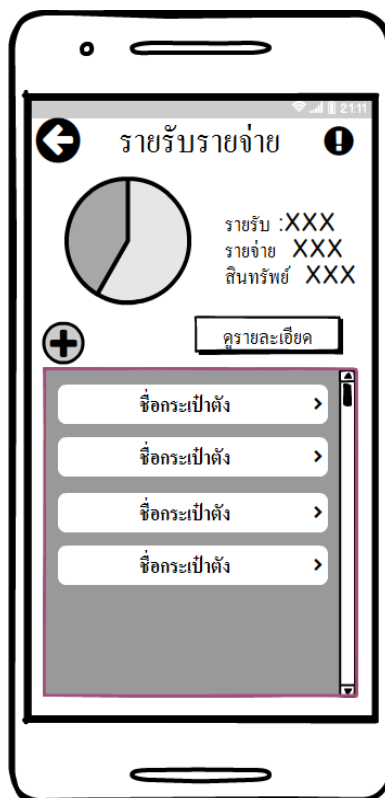 21:11
รายรับรายจ่าย
รายรับ :XXX
รายจ่าย XXX
สินทรัพย์ XXX
ดูรายละเอียด
ชื่อกระเป๋าตัง
ชื่อกระเป๋าตัง
ชื่อกระเป๋าตัง
ชื่อกระเป๋าตัง